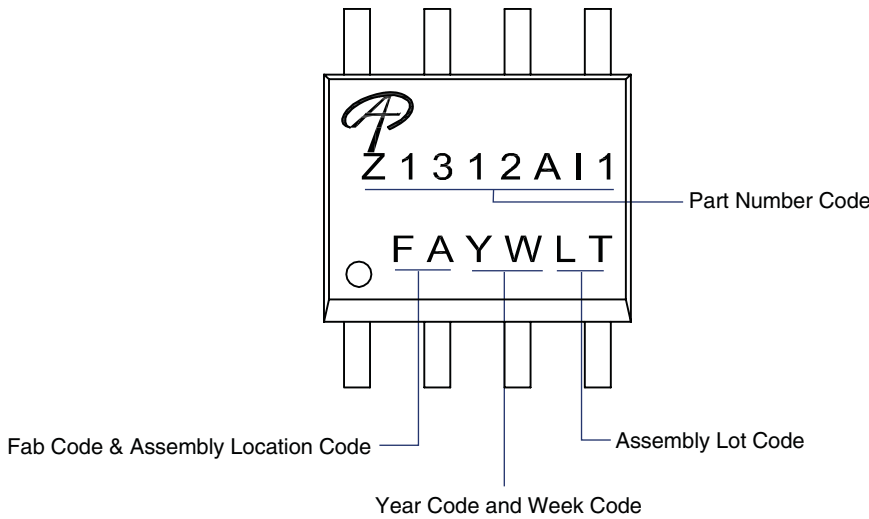 Z1312AI1
Part Number Code
FAYWLT
Fab Code & Assembly Location Code
Assembly Lot Code
Year Code and Week Code